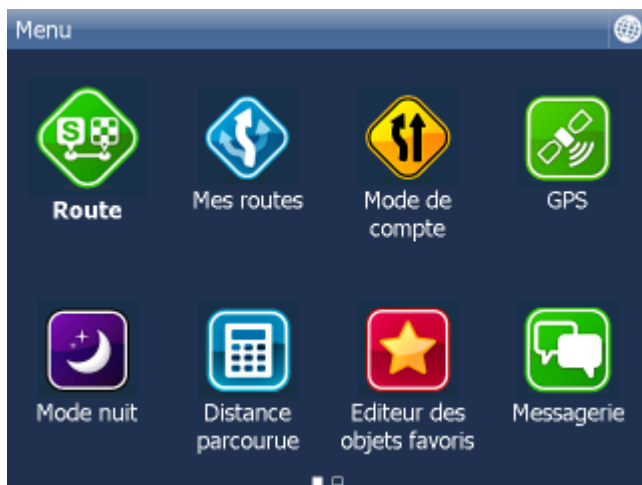 Menu
S
Route
Mes routes
Mode de
compte
GPS
Mode nuit
Distance
parcourue
Editeur des
objets favoris
Messagerie